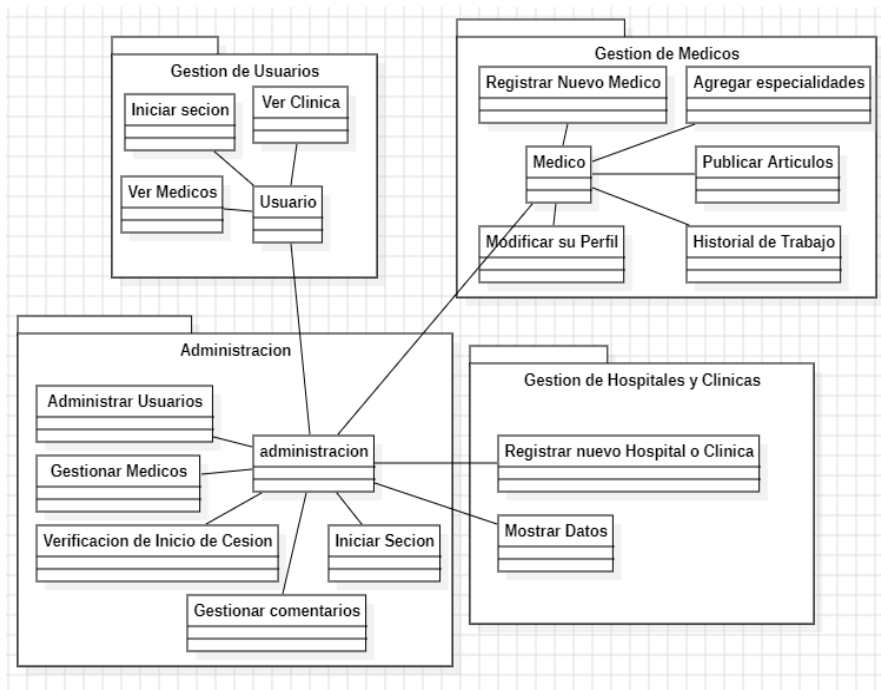 Gestion de Usuarios
Iniciar secion
Ver Clinica
Ver Medicos
Usuario
Gestion de Medicos
Registrar Nuevo Medico
Agregar especialidades
Medico
Publicar Articulos
Modificar su Perfil
Historial de Trabajo
Administracion
Administrar Usuarios
administracion
Gestionar Medicos
Verificacion de Inicio de Cesion
Iniciar Secion
Gestionar comentarios
Gestion de Hospitales y Clinicas
Registrar nuevo Hospital o Clinica
Mostrar Datos